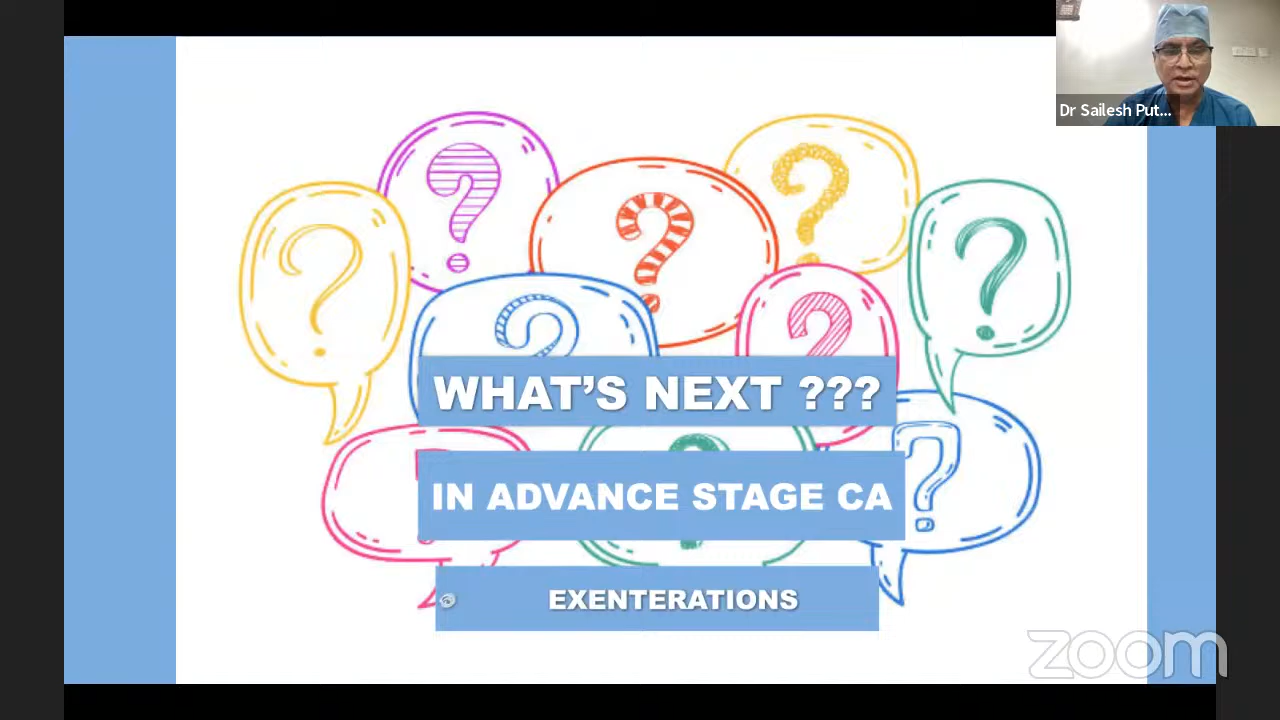 Dr Sailesh Put...
WHAT'S NEXT ???
IN ADVANCE STAGE CA
EXENTERATIONS
zoom